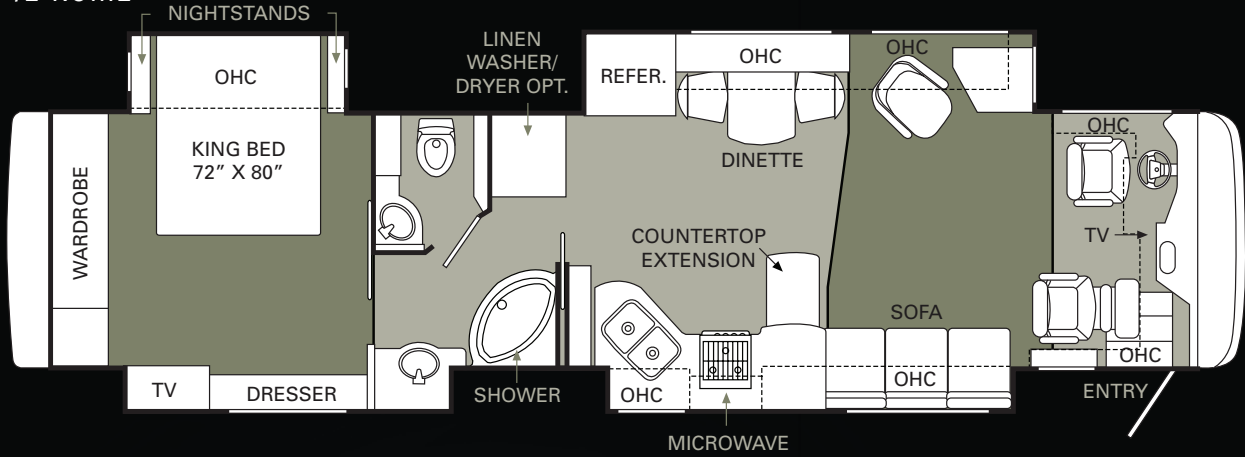 NIGHTSTANDS
OHC
KING BED
72" X 80"
WARDROBE
TV
DRESSER
LINEN
WASHER/
DRYER OPT.
SHOWER
REFER.
OHC
DINETTE
COUNTERTOP
EXTENSION
OHC
MICROWAVE
OHC
SOFA
OHC
OHC
TV
OHC
ENTRY